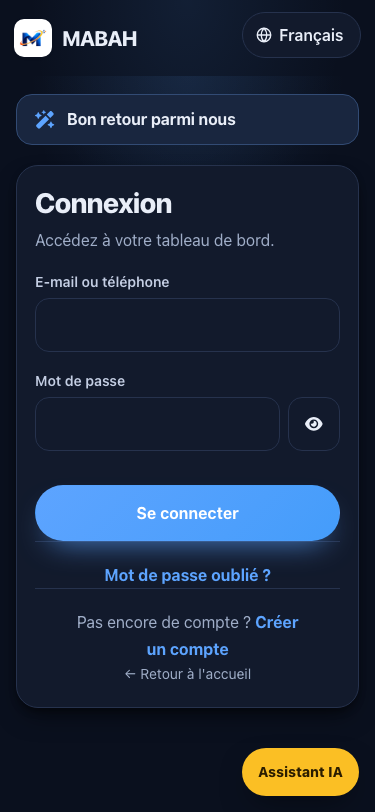 MABAH
Français
Bon retour parmi nous
Connexion
Accédez à votre tableau de bord.
E-mail ou téléphone
Mot de passe
Se connecter
Mot de passe oublié ?
Pas encore de compte ? Créer
un compte
← Retour à l'accueil
Assistant IA